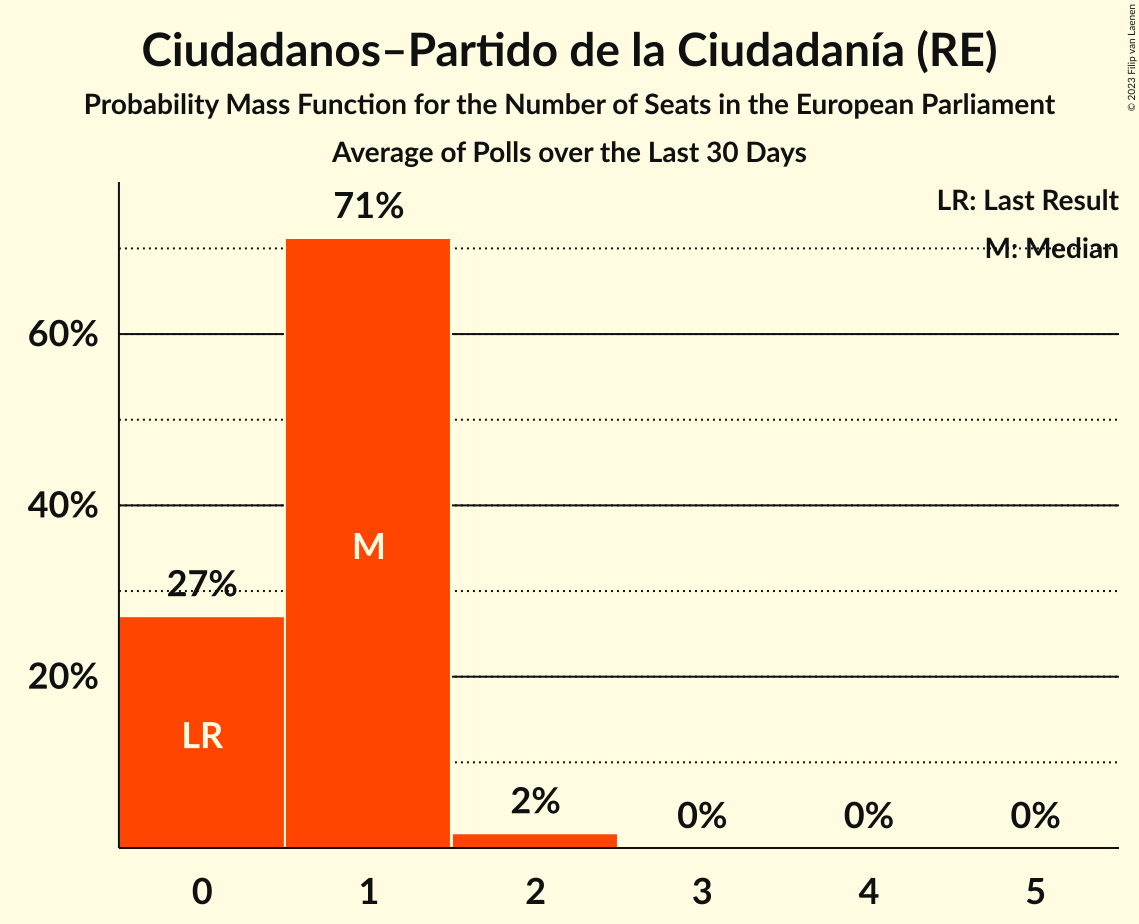 Ciudadanos–Partido de la Ciudadanía (RE)
Probability Mass Function for the Number of Seats in the European Parliament
Average of Polls over the Last 30 Days
© 2023 Filip van Laenen
LR: Last Result
M: Median
71%
60%
40%
M
27%
20%
LR
2%
0%
0%
0%
0
1
2
3
4
5